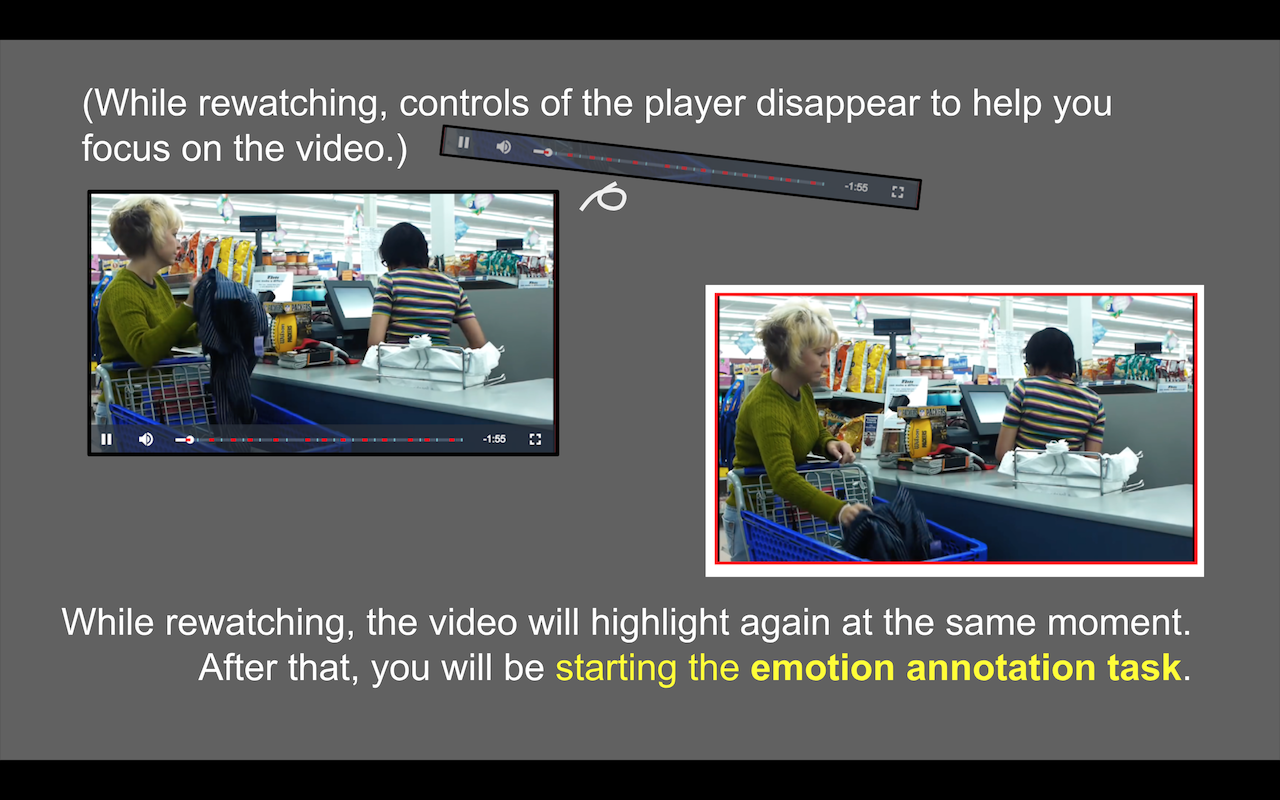 (While rewatching, controls of the player disappear to help you
focus on the video.)
-1:55
-1:55
While rewatching, the video will highlight again at the same moment.
After that, you will be starting the emotion annotation task.